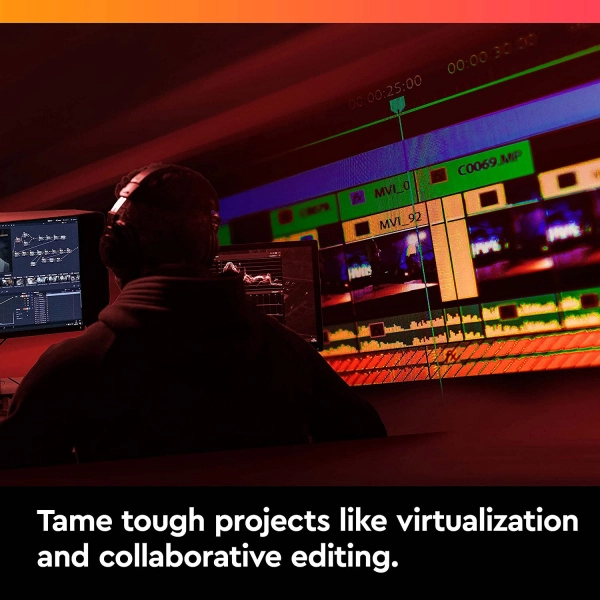 00:00:25:00
00:00:30:00
C0069.MP
MVI_0
MVI_92
Tame tough projects like virtualization
and collaborative editing.